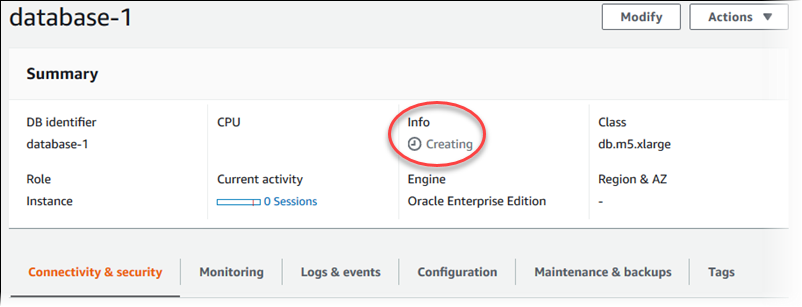 database-1
Modify
Actions
Summary
DB identifier
CPU
Info
Class
database-1
Creating
db.m5.xlarge
Role
Current activity
Engine
Region & AZ
Instance
0 Sessions
Oracle Enterprise Edition
-
Connectivity & security
Monitoring
Logs & events
Configuration
Maintenance & backups
Tags